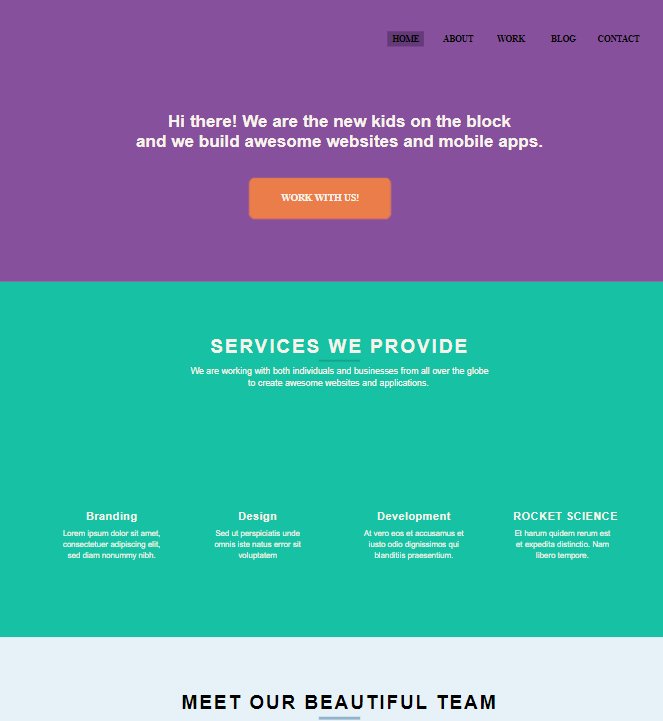 HOME ABOUT WORK BLOG CONTACT
Hi there! We are the new kids on the block
and we build awesome websites and mobile apps.
WORK WITH US!
SERVICES WE PROVIDE
We are working with both individuals and businesses from all over the globe
to create awesome websites and applications.
Branding
Lorem ipsum dolor sit amet,
consectetuer adipiscing elit,
sed diam nonummy nibh.
Design
Sed ut perspiciatis unde
omnis iste natus error sit
voluptatem
Development
At vero eos et accusamus et
iusto odio dignissimos qui
blanditiis praesentium.
ROCKET SCIENCE
Et harum quidem rerum est
et expedita distinctio. Nam
libero tempore.
MEET OUR BEAUTIFUL TEAM